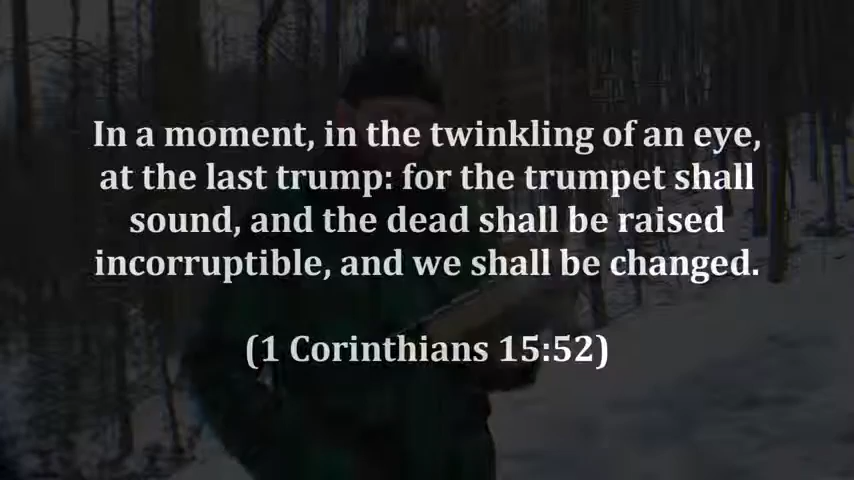 In a moment, in the twinkling of an eye,
at the last trump: for the trumpet shall
sound, and the dead shall be raised
incorruptible, and we shall be changed.
(1 Corinthians 15:52)